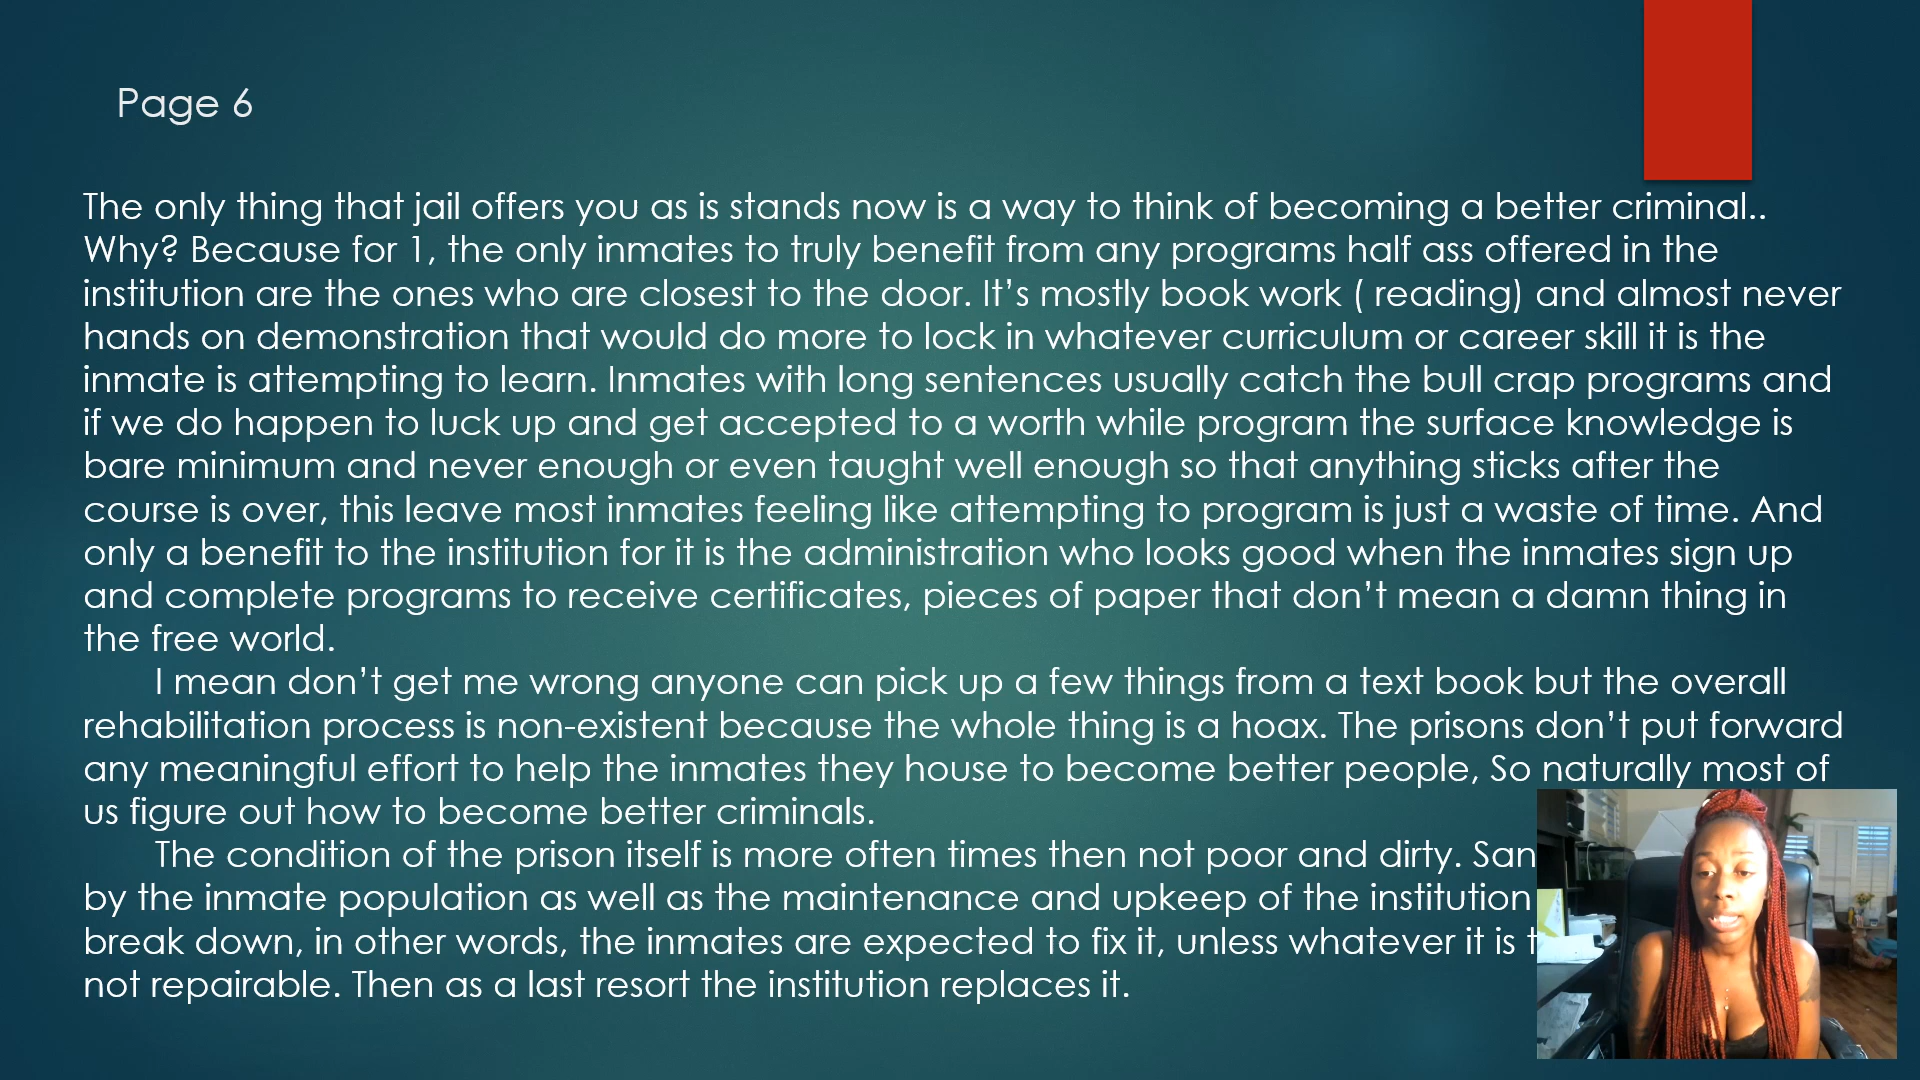 Page 6
The only thing that jail offers you as is stands now is a way to think of becoming a better criminal..
Why? Because for 1, the only inmates to truly benefit from any programs half ass offered in the
institution are the ones who are closest to the door. It’s mostly book work ( reading) and almost never
hands on demonstration that would do more to lock in whatever curriculum or career skill it is the
inmate is attempting to learn. Inmates with long sentences usually catch the bull crap programs and
if we do happen to luck up and get accepted to a worth while program the surface knowledge is
bare minimum and never enough or even taught well enough so that anything sticks after the
course is over, this leave most inmates feeling like attempting to program is just a waste of time. And
only a benefit to the institution for it is the administration who looks good when the inmates sign up
and complete programs to receive certificates, pieces of paper that don’t mean a damn thing in
the free world.
I mean don’t get me wrong anyone can pick up a few things from a text book but the overall
rehabilitation process is non-existent because the whole thing is a hoax. The prisons don’t put forward
any meaningful effort to help the inmates they house to become better people, So naturally most of
us figure out how to become better criminals.
The condition of the prison itself is more often times then not poor and dirty.
by the inmate population as well as the maintenance and upkeep of the institution
break down, in other words, the inmates are expected to fix it, unless whatever it is
not repairable. Then as a last resort the institution replaces it.